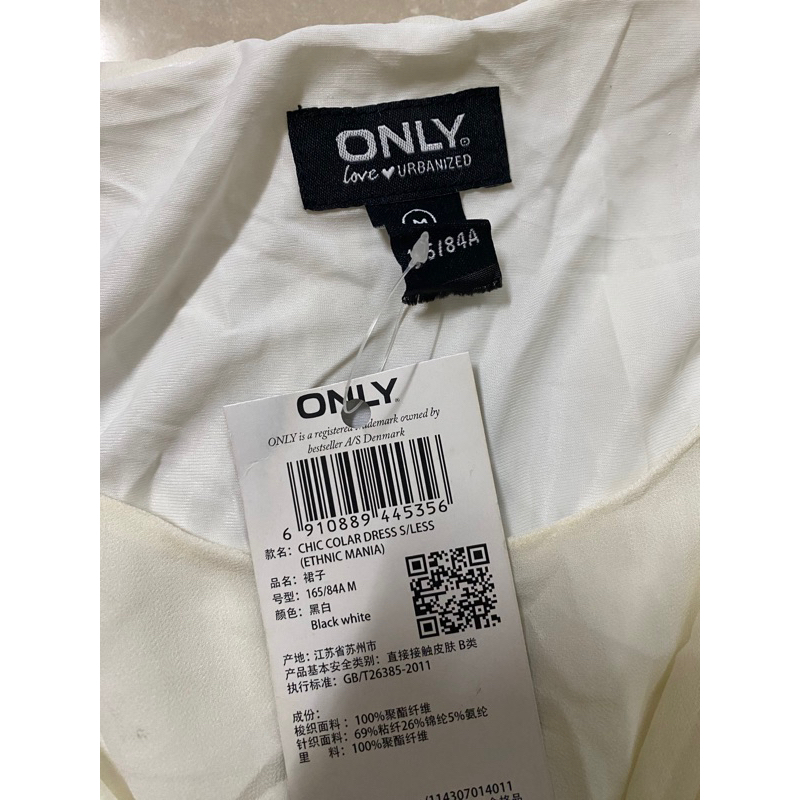 ONLY
love URBANIZED
M
/84A
ONLY
ONLY is a registered trademark owned by
bestseller A/S Denmark
6 910889 445356
款名：CHIC COLAR DRESS S/LESS
(ETHNIC MANIA)
品名：裙子
号型：165/84A M
颜色：黑白
Black white
产地：江苏省苏州市
产品基本安全类别：直接接触皮肤 B类
执行标准：GB/T26385-2011
成份：
梭织面料：100%聚酯纤维
针织面料：69%粘纤26%锦纶5%氨纶
里 料：100%聚酯纤维
/114307014011